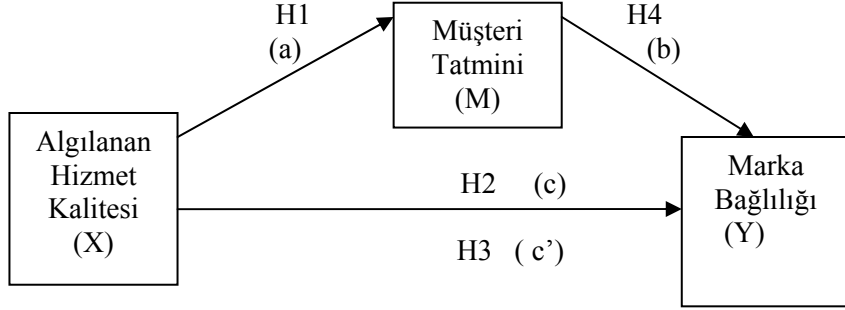 H1
(a)
Müşteri
Tatmini
(M)
H4
(b)
Algılanan
Hizmet
Kalitesi
(X)
H2 (c)
H3 ( c’)
Marka
Bağlılığı
(Y)